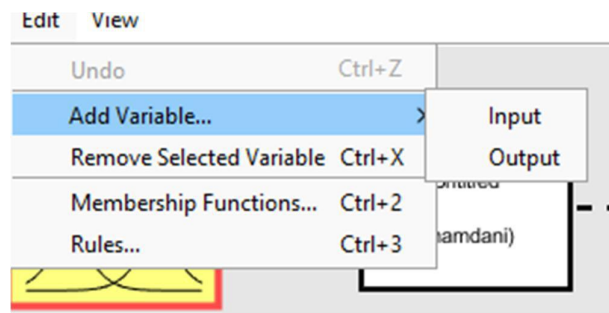 Edit View
Undo Ctrl+Z
Add Variable... >
Input
Output
Remove Selected Variable Ctrl+X
Membership Functions... Ctrl+2
Rules... Ctrl+3
amdani)